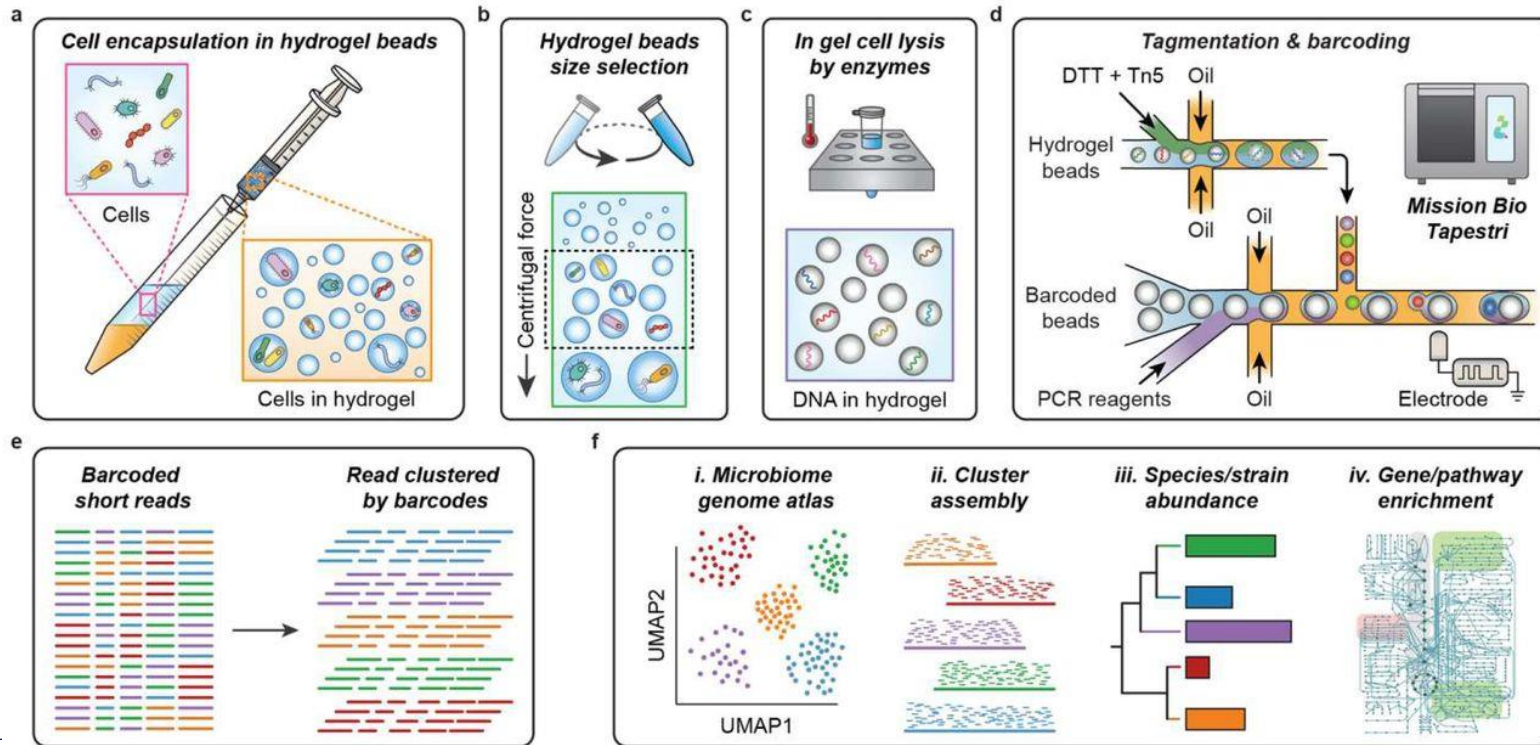 a
Cell encapsulation in hydrogel beads
Cells
Cells in hydrogel
b
Hydrogel beads
size selection
Centrifugal force
c
In gel cell lysis
by enzymes
DNA in hydrogel
d
Tagmentation & barcoding
DTT + Tn5
Oil
Hydrogel
beads
Oil
Mission Bio
Tapestri
Oil
Barcoded
beads
PCR reagents
Oil
Electrode
e
Barcoded
short reads
Read clustered
by barcodes
f
i. Microbiome
genome atlas
UMAP2
UMAP1
ii. Cluster
assembly
iii. Species/strain
abundance
iv. Gene/pathway
enrichment